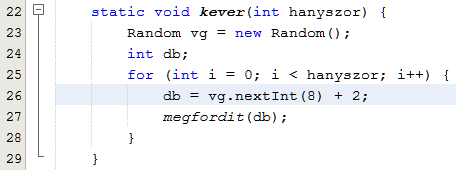 22 static void kever(int hanyszor) {
23 Random vg = new Random();
24 int db;
25 for (int i = 0; i < hanyszor; i++) {
26 db = vg.nextInt(8) + 2;
27 megfordit(db);
28 }
29 }